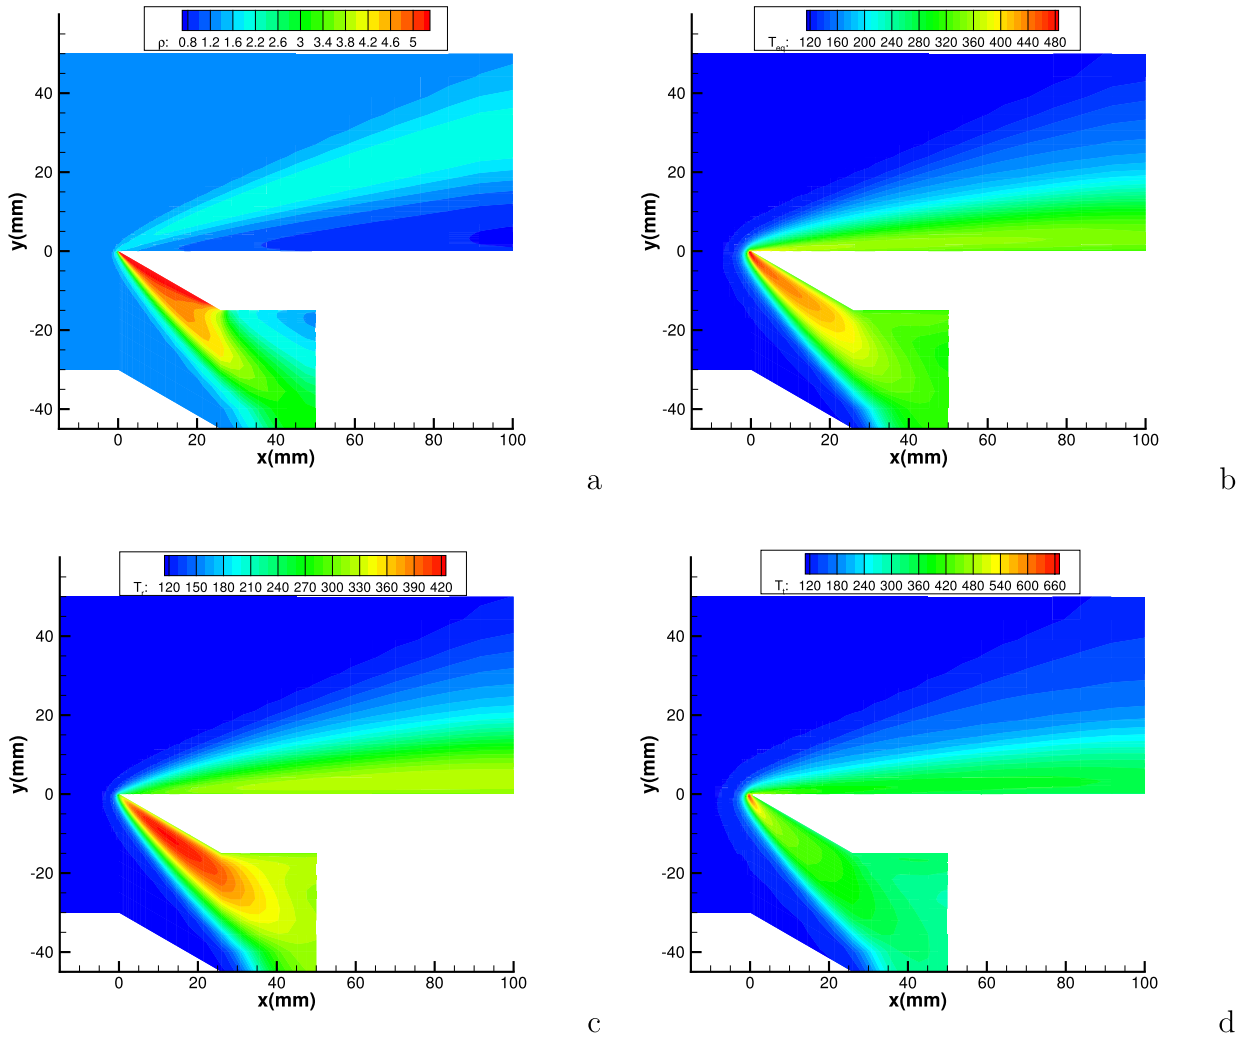 ρ: 0.8 1.2 1.6 2.2 2.6 3 3.4 3.8 4.2 4.6 5
y(mm)
40
20
0
-20
-40
0 20 40 60 80 100
x(mm)
a
T_eq: 120 160 200 240 280 320 360 400 440 480
y(mm)
40
20
0
-20
-40
0 20 40 60 80 100
x(mm)
b
T_r: 120 150 180 210 240 270 300 330 360 390 420
y(mm)
40
20
0
-20
-40
0 20 40 60 80 100
x(mm)
c
T_t: 120 180 240 300 360 420 480 540 600 660
y(mm)
40
20
0
-20
-40
0 20 40 60 80 100
x(mm)
d